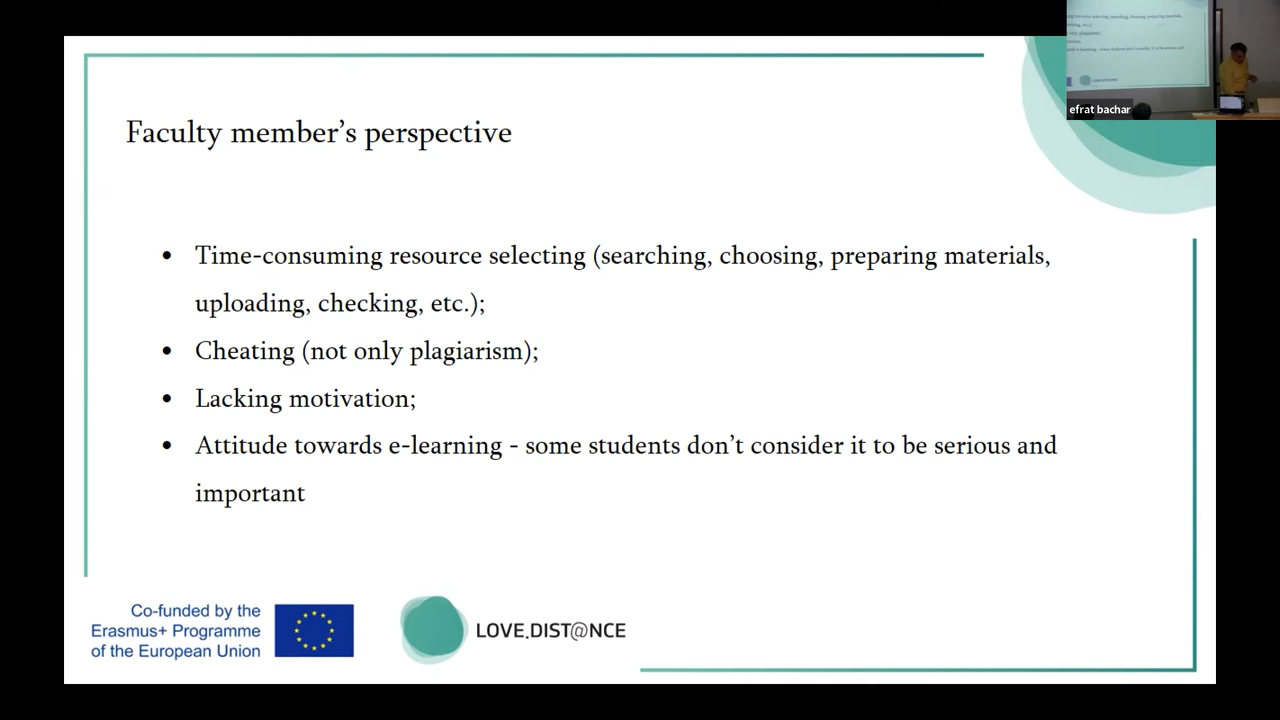 efrat bachar
Faculty member’s perspective
• Time-consuming resource selecting (searching, choosing, preparing materials,
uploading, checking, etc.);
• Cheating (not only plagiarism);
• Lacking motivation;
• Attitude towards e-learning - some students don’t consider it to be serious and
important
Co-funded by the
Erasmus+ Programme
of the European Union
LOVE.DIST@NCE